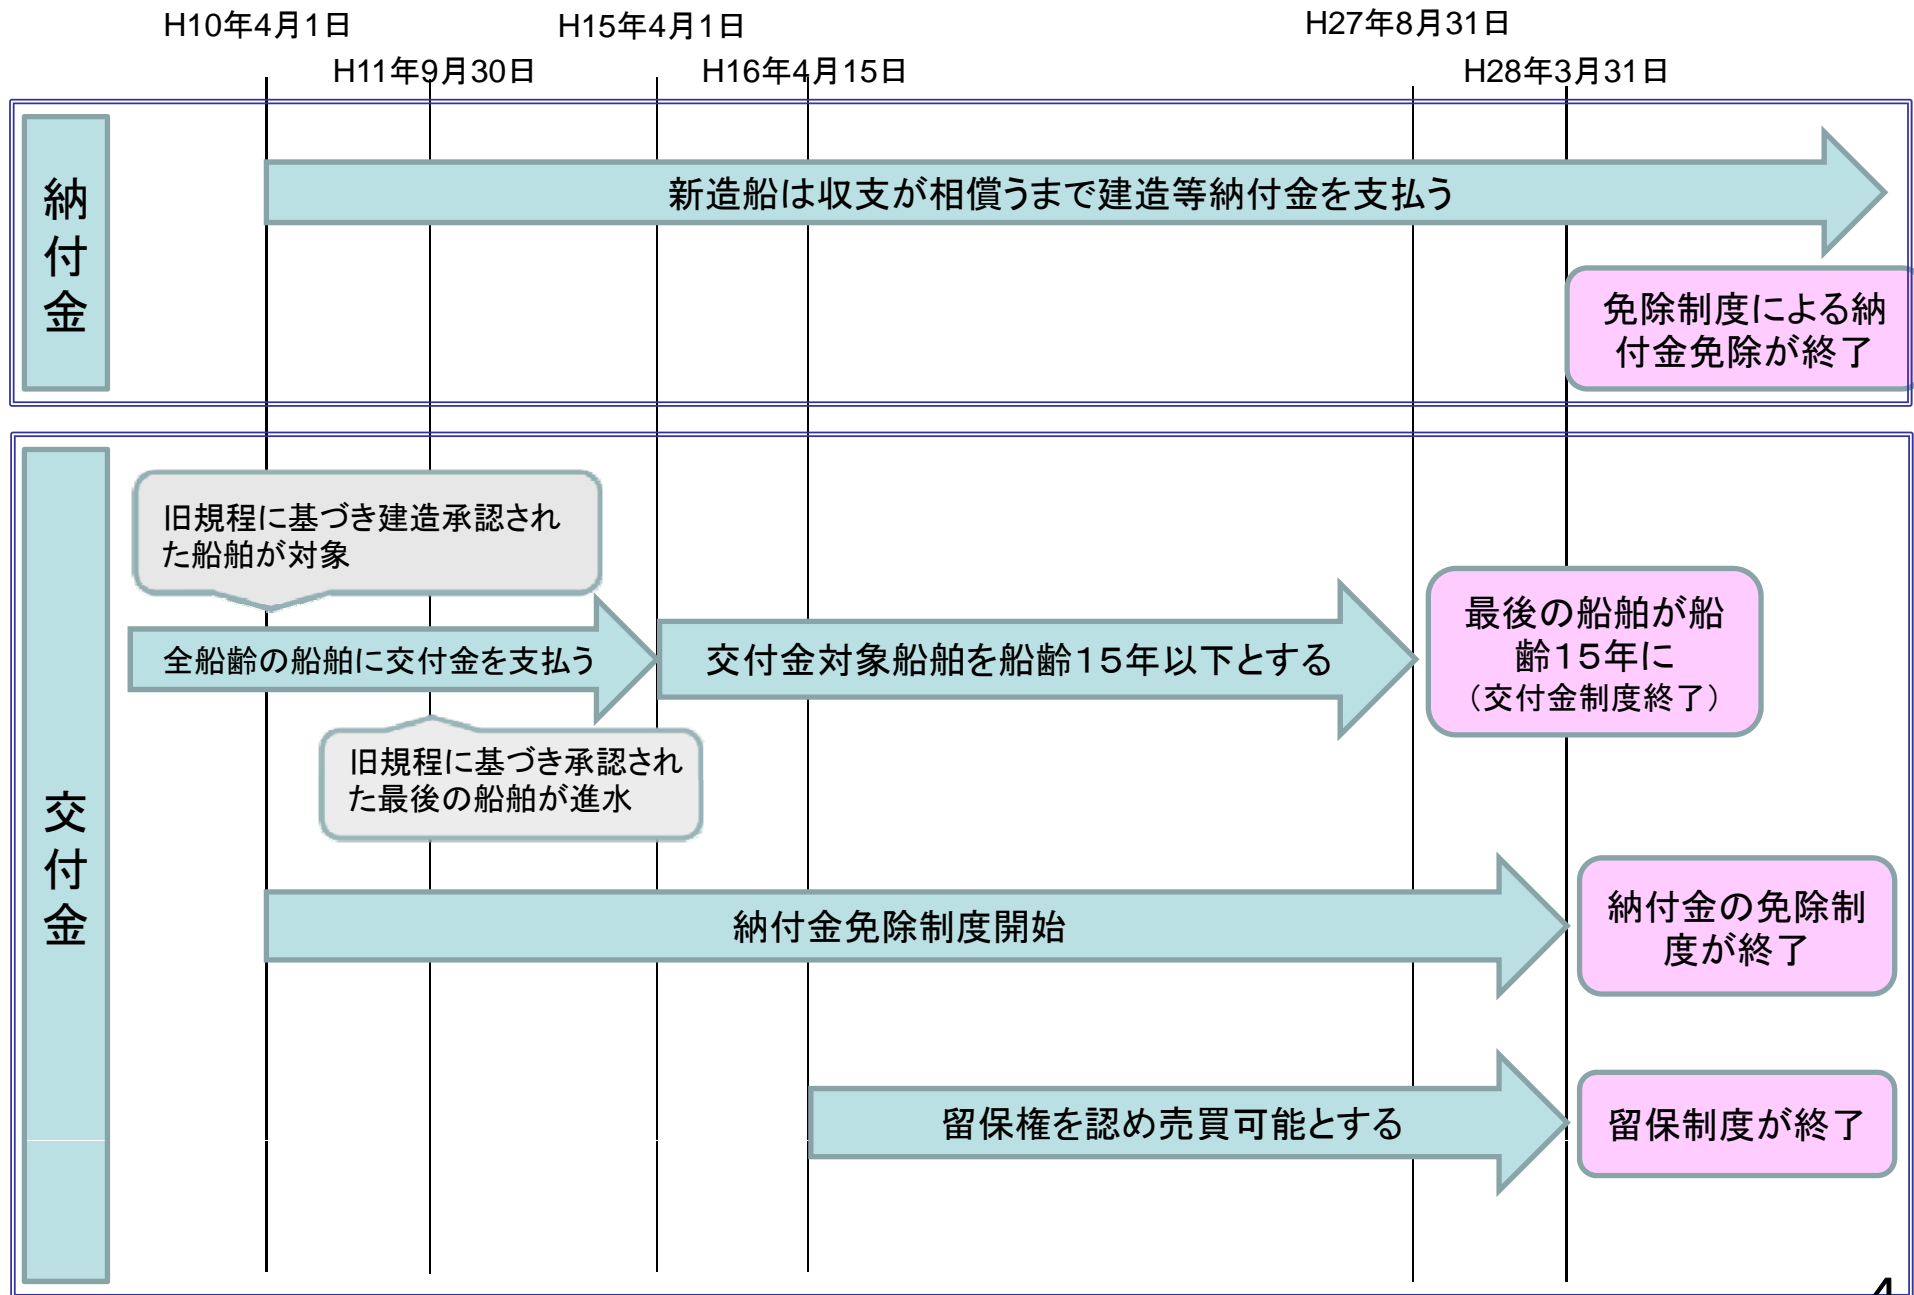 H10年4月1日
H15年4月1日
H27年8月31日
H11年9月30日
H16年4月15日
H28年3月31日
納付金
新造船は収支が相償うまで建造等納付金を支払う
免除制度による納
付金免除が終了
交付金
旧規程に基づき建造承認され
た船舶が対象
全船齢の船舶に交付金を支払う
交付金対象船舶を船齢15年以下とする
最後の船舶が船
齢15年に
（交付金制度終了）
旧規程に基づき承認され
た最後の船舶が進水
納付金免除制度開始
納付金の免除制
度が終了
留保権を認め売買可能とする
留保制度が終了
4